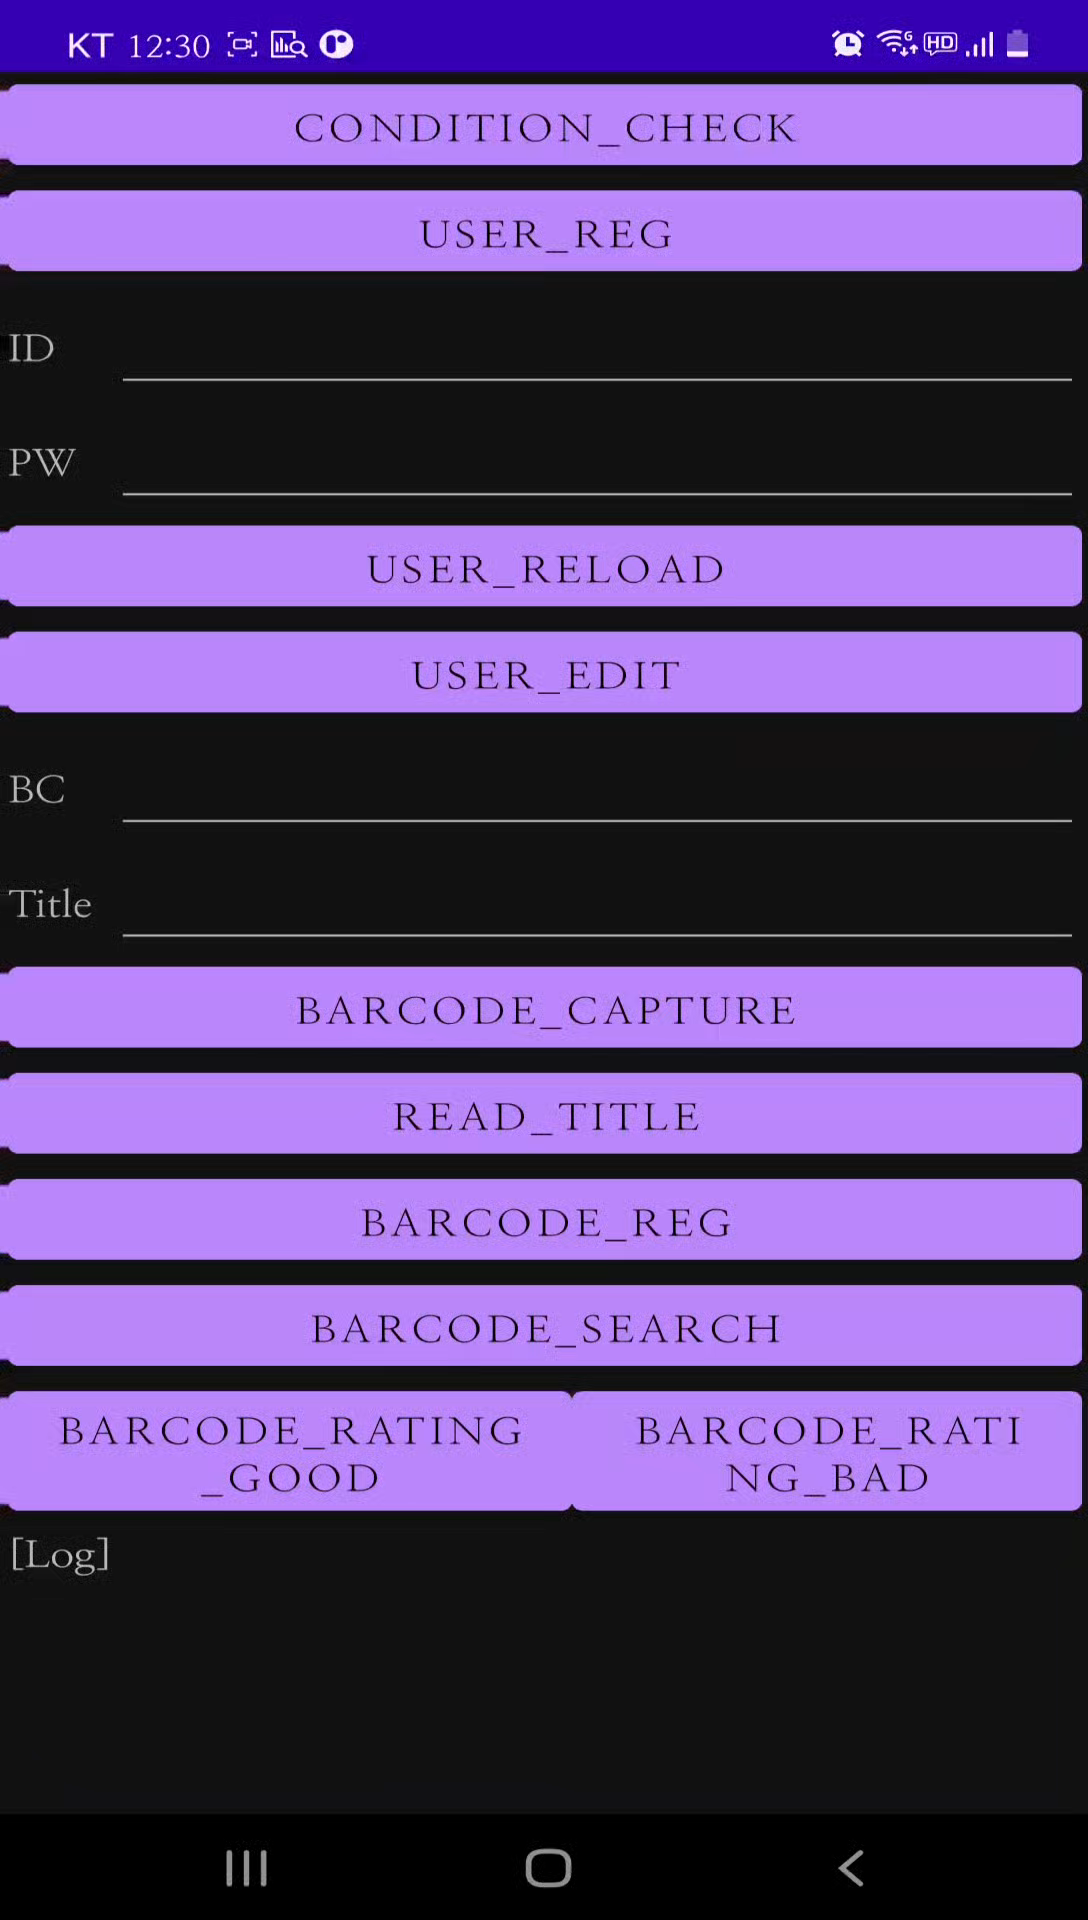 KT 12:30 HD
CONDITION_CHECK
USER_REG
ID
PW
USER_RELOAD
USER_EDIT
BC
Title
BARCODE_CAPTURE
READ_TITLE
BARCODE_REG
BARCODE_SEARCH
BARCODE_RATING
_GOOD
BARCODE_RATI
NG_BAD
[Log]